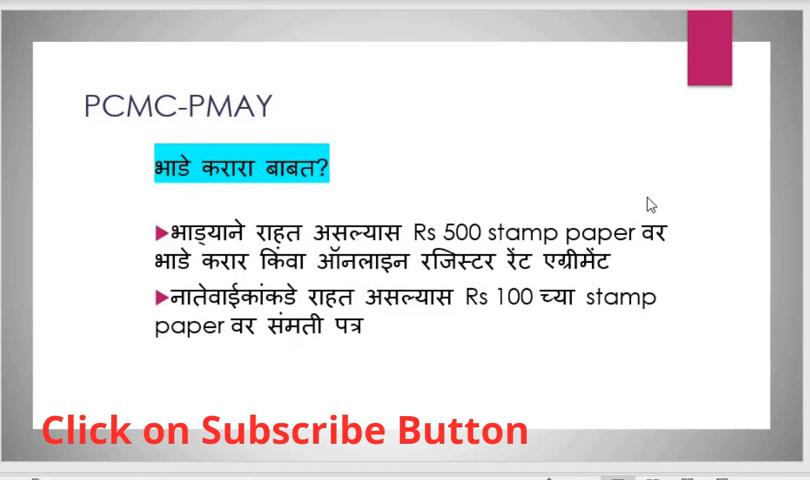 PCMC-PMAY
भाडे करारा बाबत?
भाड्याने राहत असल्यास Rs 500 stamp paper वर
भाडे करार किंवा ऑनलाइन रजिस्टर रेंट एग्रीमेंट
नातेवाईकांकडे राहत असल्यास Rs 100 च्या stamp
paper वर संमती पत्र
Click on Subscribe Button